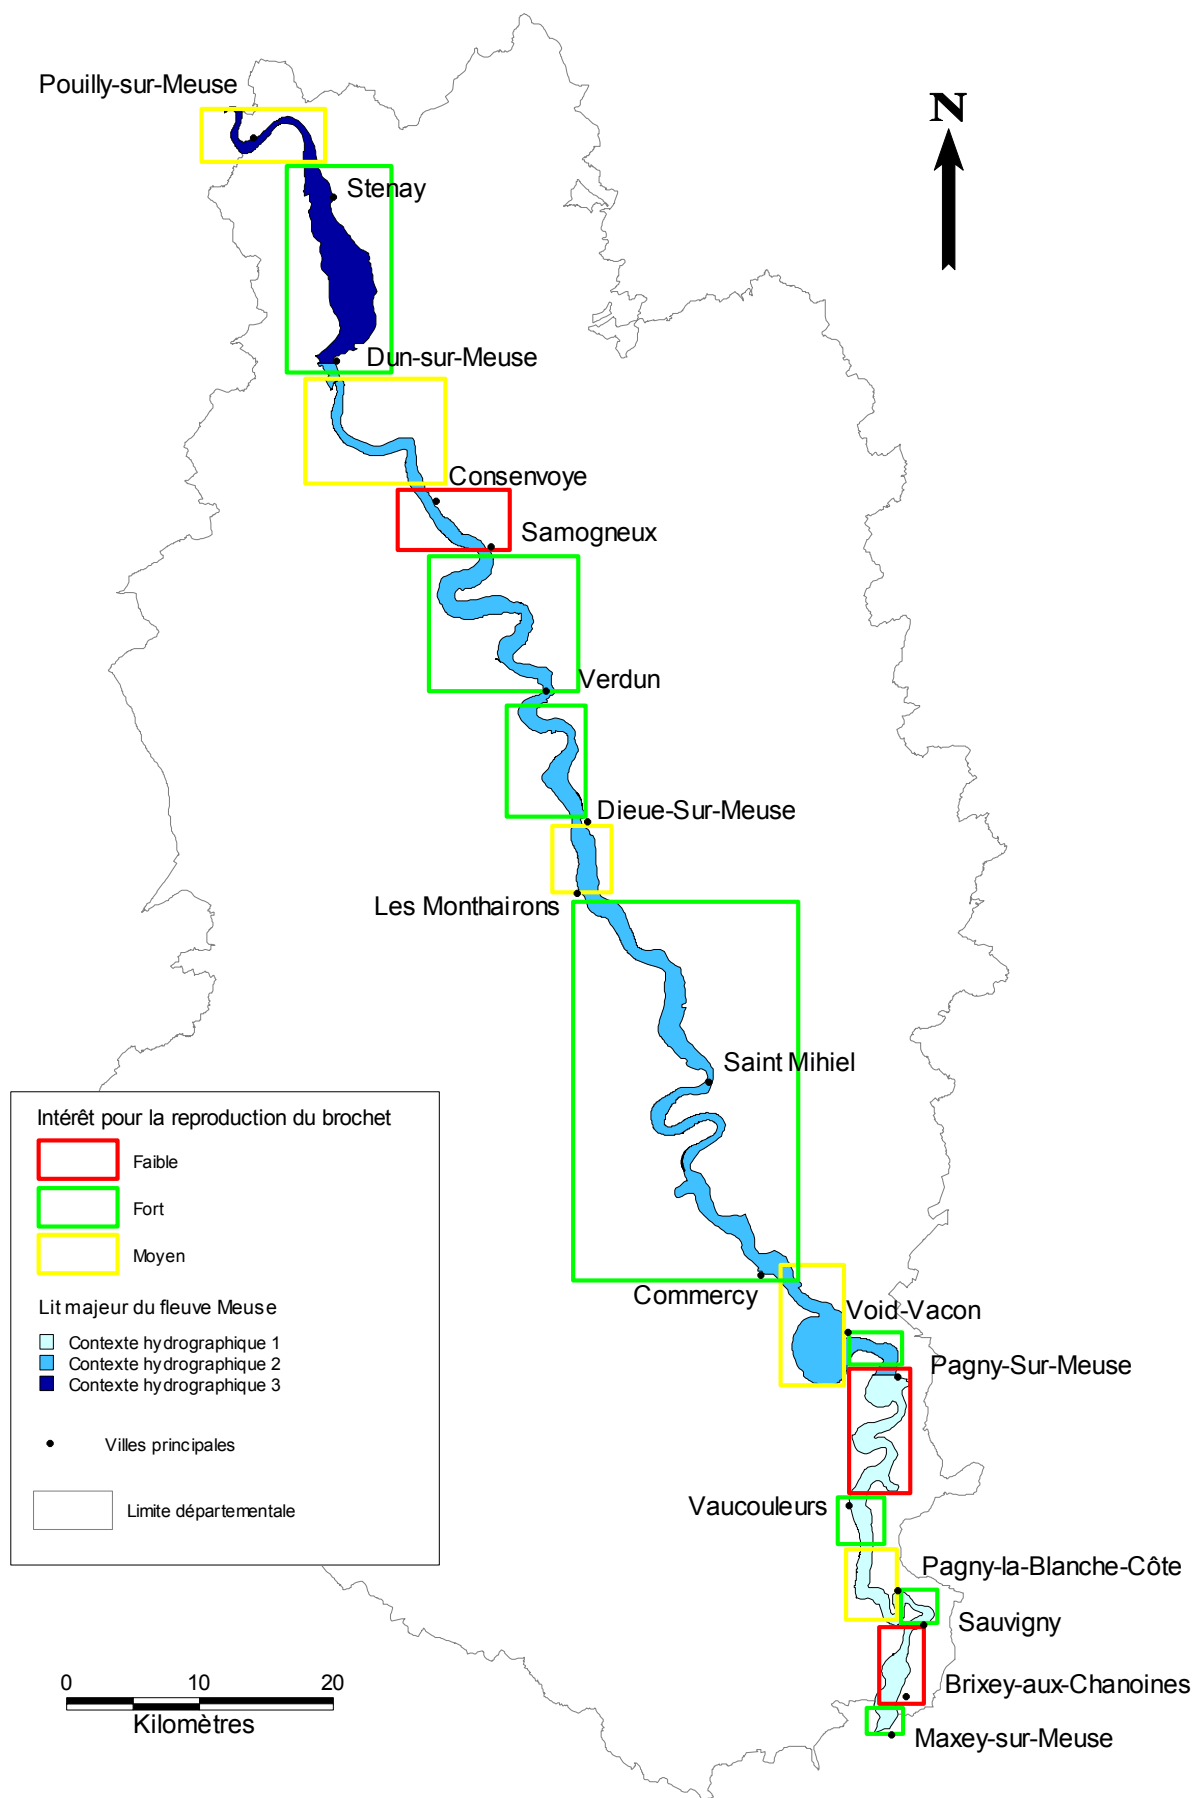 Pouilly-sur-Meuse
N
Stenay
Dun-sur-Meuse
Consenvoye
Samogneux
Verdun
Dieue-Sur-Meuse
Les Monthairons
Saint Mihiel
Commercy
Void-Vacon
Pagny-Sur-Meuse
Vaucouleurs
Pagny-la-Blanche-Côte
Sauvigny
Brixey-aux-Chanoines
Maxey-sur-Meuse
Intérêt pour la reproduction du brochet
Faible
Fort
Moyen
Lit majeur du fleuve Meuse
Contexte hydrographique 1
Contexte hydrographique 2
Contexte hydrographique 3
Villes principales
Limite départementale
0 10 20
Kilomètres